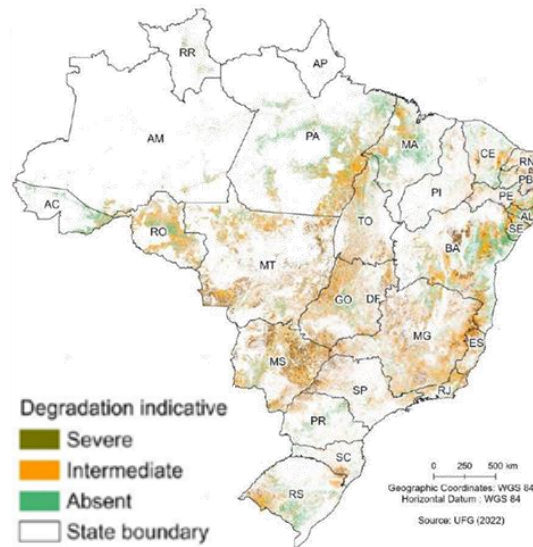 RR
AP
AM
PA
MA
CE
RN
PB
PI
PE
AL
SE
AC
TO
RO
BA
MT
GO
DF
MG
ES
MS
SP
RJ
PR
SC
RS
Degradation indicative
Severe
Intermediate
Absent
State boundary
0 250 500 km
Geographic Coordinates: WGS 84
Horizontal Datum : WGS 84
Source: UFG (2022)